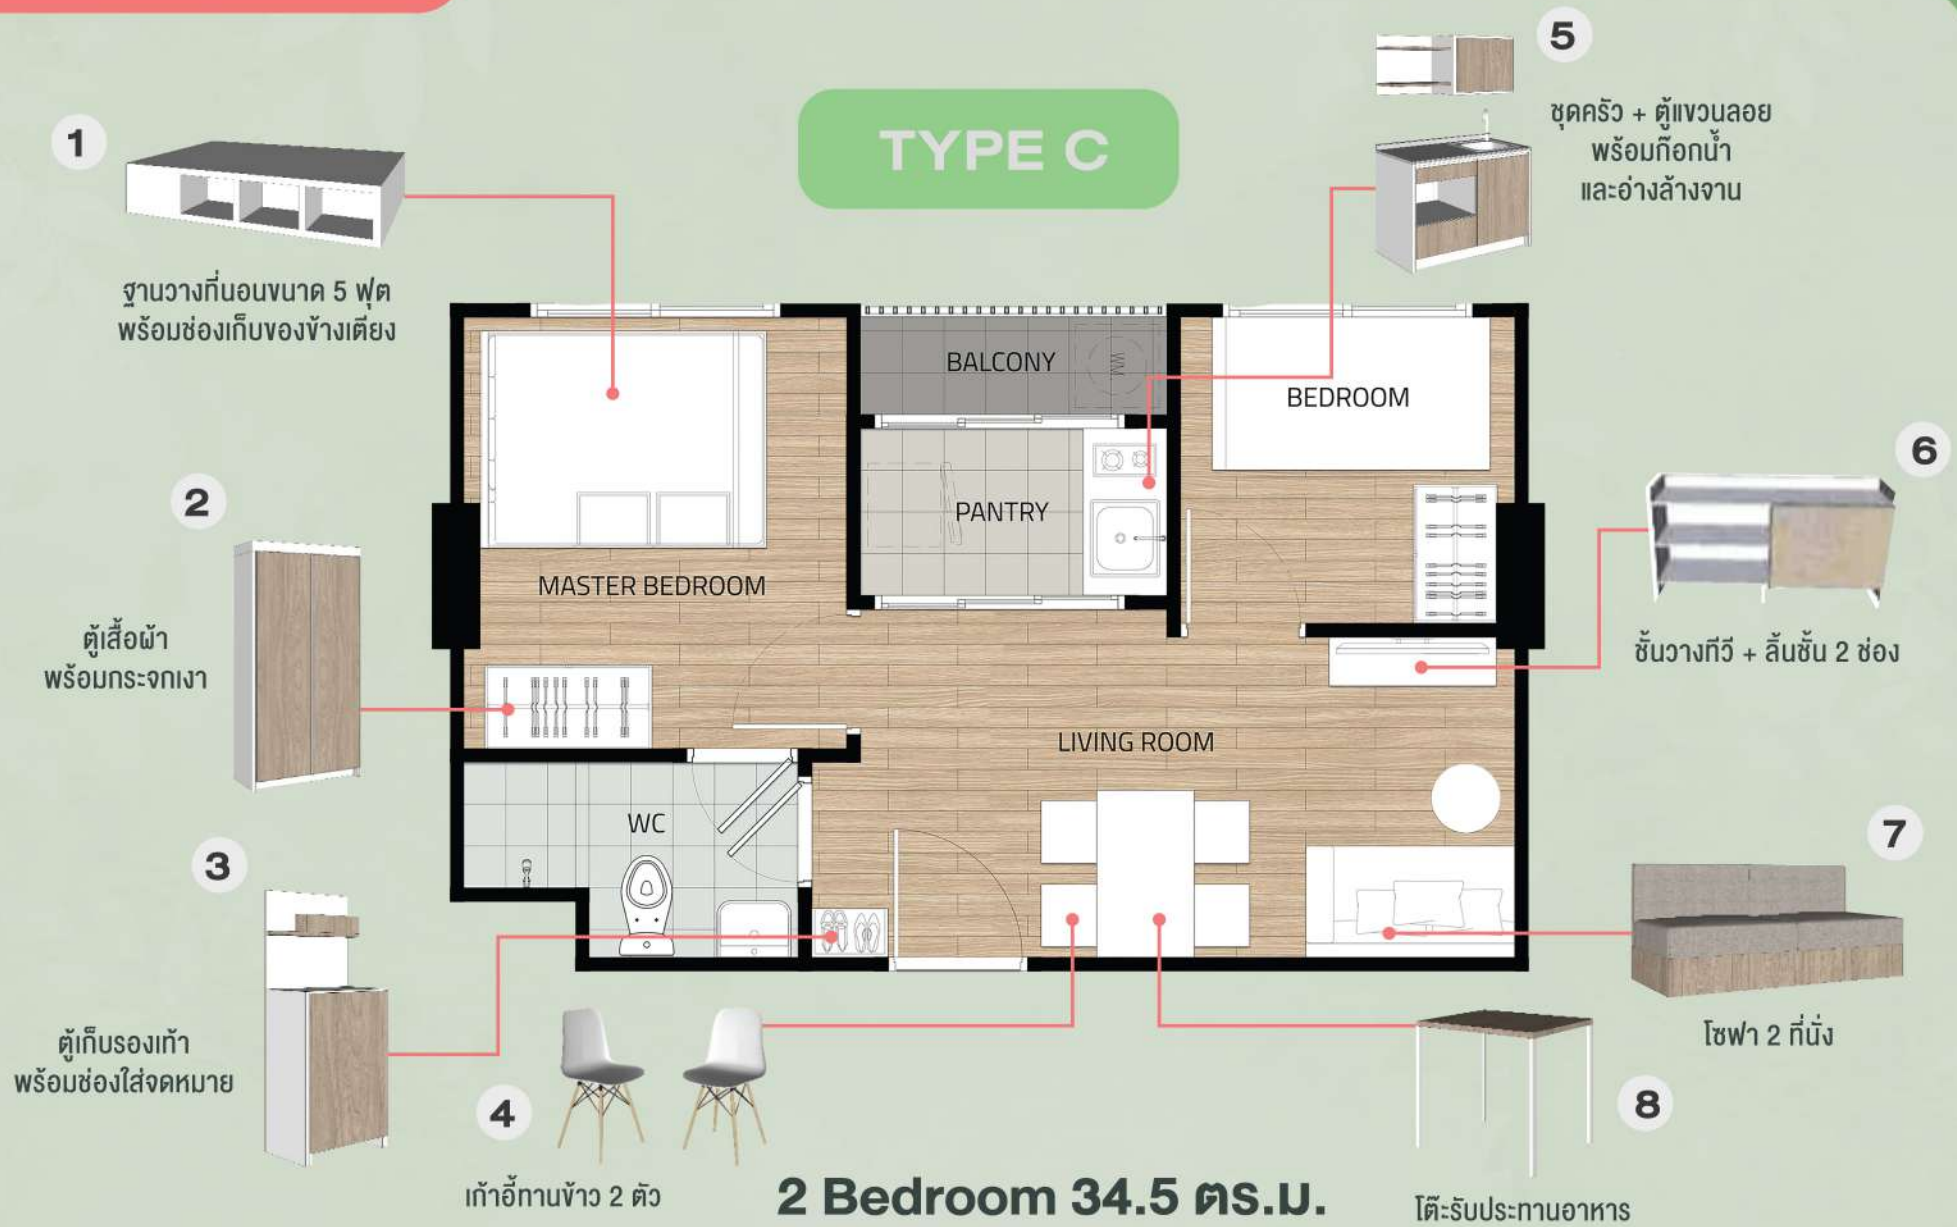 TYPE C
1
ฐานวางที่นอนขนาด 5 ฟุต
พร้อมช่องเก็บของข้างเตียง
5
ชุดครัว + ตู้แขวนลอย
พร้อมก๊อกน้ำ
และอ่างล้างจาน
BALCONY
WM.
BEDROOM
PANTRY
MASTER BEDROOM
LIVING ROOM
WC
2
ตู้เสื้อผ้า
พร้อมกระจกเงา
6
ชั้นวางทีวี + ลิ้นชั้น 2 ช่อง
3
ตู้เก็บรองเท้า
พร้อมช่องใส่จดหมาย
7
โซฟา 2 ที่นั่ง
4
เก้าอี้ทานข้าว 2 ตัว
8
โต๊ะรับประทานอาหาร
2 Bedroom 34.5 ตร.ม.